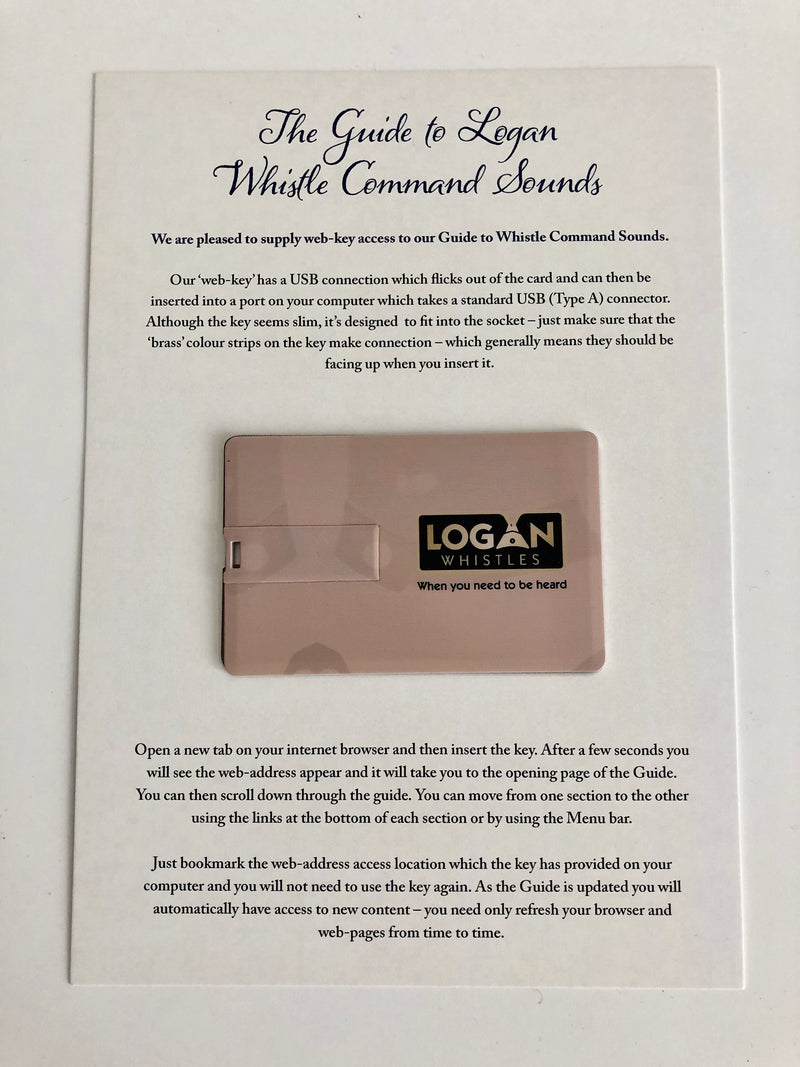 The Guide to Logan
Whistle Command Sounds
We are pleased to supply web-key access to our Guide to Whistle Command Sounds.
Our ‘web-key’ has a USB connection which flicks out of the card and can then be
inserted into a port on your computer which takes a standard USB (Type A) connector.
Although the key seems slim, it’s designed  to fit into the socket – just make sure that the
‘brass’ colour strips on the key make connection – which generally means they should be
facing up when you insert it.
LOGAN
WHISTLES
When you need to be heard
Open a new tab on your internet browser and then insert the key. After a few seconds you
will see the web-address appear and it will take you to the opening page of the Guide.
You can then scroll down through the guide. You can move from one section to the other
using the links at the bottom of each section or by using the Menu bar.
Just bookmark the web-address access location which the key has provided on your
computer and you will not need to use the key again. As the Guide is updated you will
automatically have access to new content – you need only refresh your browser and
web-pages from time to time.